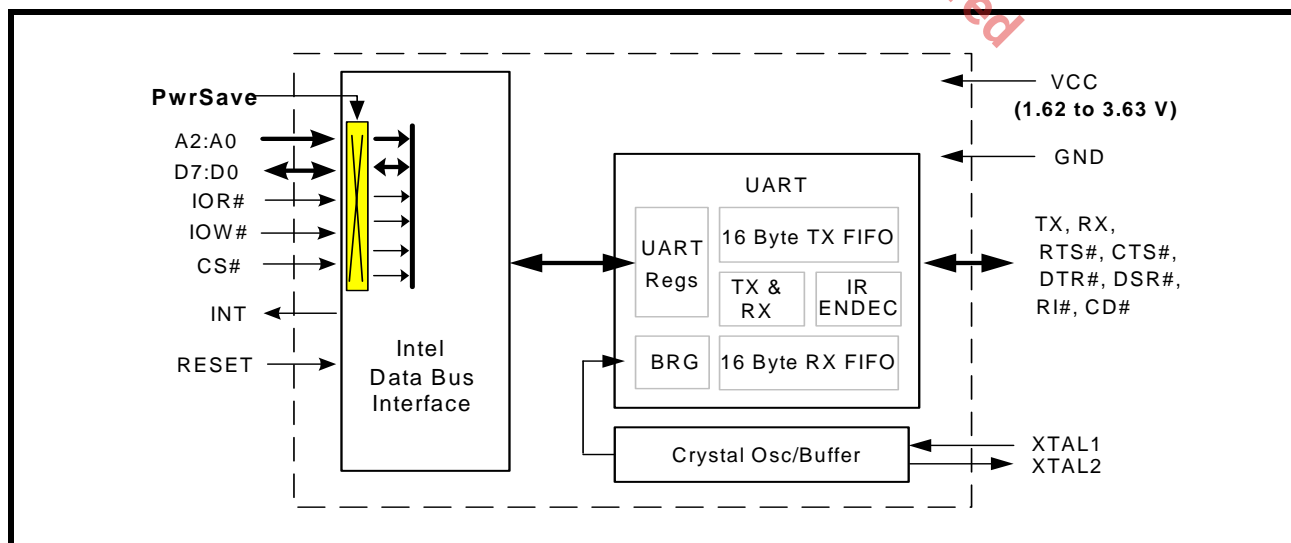 PwrSave
A2:A0
D7:D0
IOR#
IOW#
CS#
INT
RESET
Intel
Data Bus
Interface
UART
UART
Regs
16 Byte TX FIFO
TX &
RX
IR
ENDEC
BRG
16 Byte RX FIFO
Crystal Osc/Buffer
VCC
(1.62 to 3.63 V)
GND
TX, RX,
RTS#, CTS#,
DTR#, DSR#,
RI#, CD#
XTAL1
XTAL2